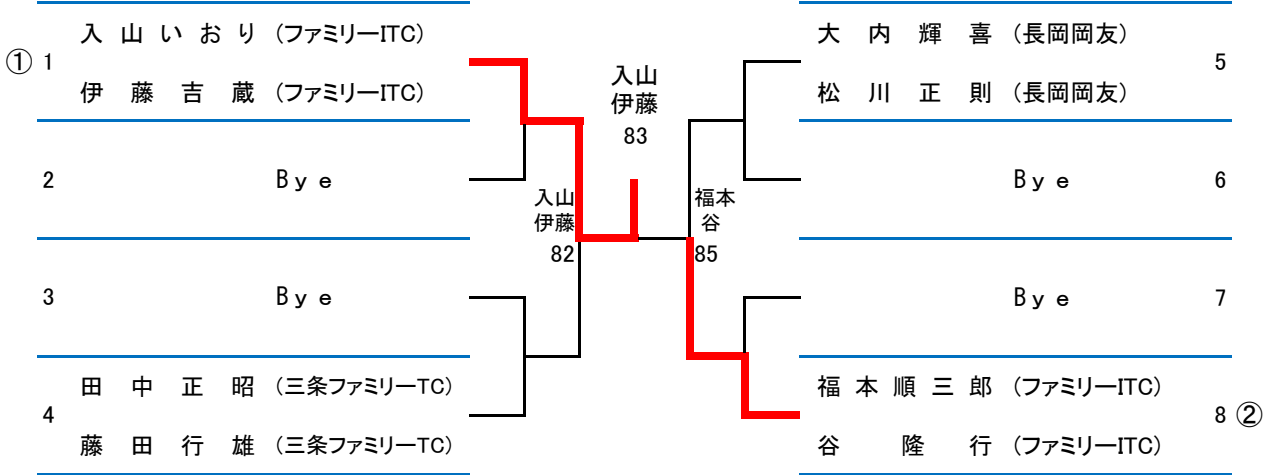 入山いおり (ファミリーITC)
① 1
伊藤吉蔵 (ファミリーITC)
2 Bye
3 Bye
田中正昭 (三条ファミリーTC)
4
藤田行雄 (三条ファミリーTC)
入山
伊藤
82
入山
伊藤
83
福本
谷
85
大内輝喜 (長岡岡友)
5
松川正則 (長岡岡友)
Bye 6
Bye 7
福本順三郎 (ファミリーITC)
8 ②
谷隆行 (ファミリーITC)